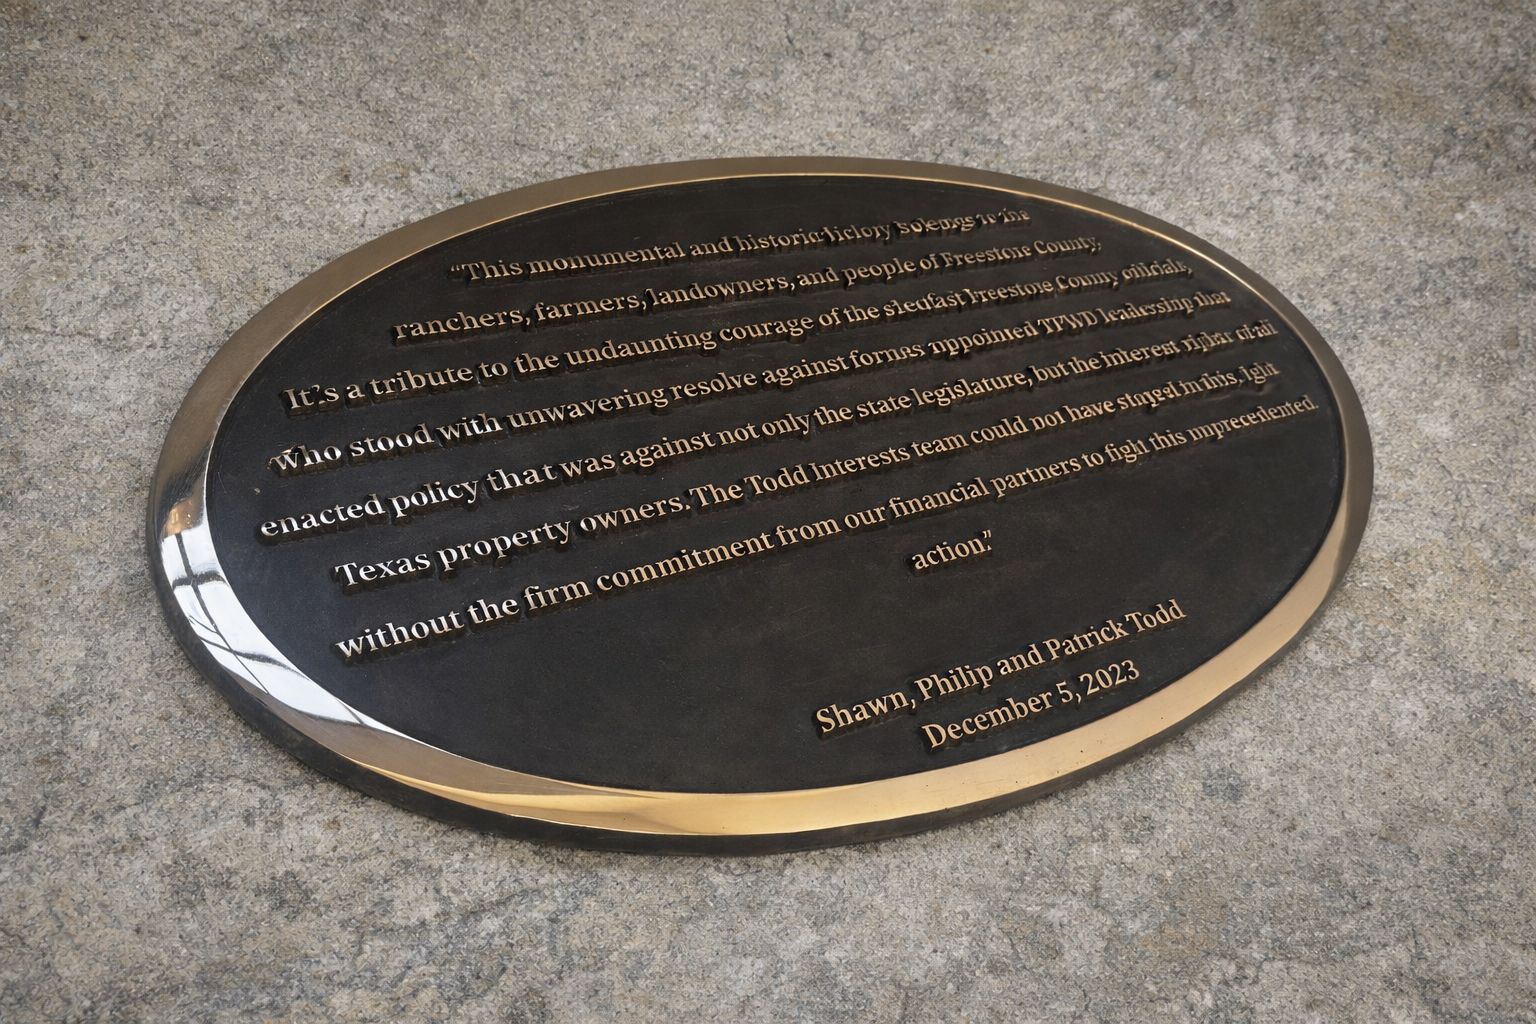 “This monumental and historic victory belongs to the
ranchers, farmers, landowners, and people of Freestone County.
It's a tribute to the undaunting courage of the steadfast Freestone County officials,
who stood with unwavering resolve against former appointed TPWD leadership that
enacted policy that was against not only the state legislature, but the interest rights of all
Texas property owners. The Todd Interests team could not have in this
without the firm commitment from our financial partners to fight this unprecedented.
action.”
Shawn, Philip and Patrick Todd
December 5, 2023